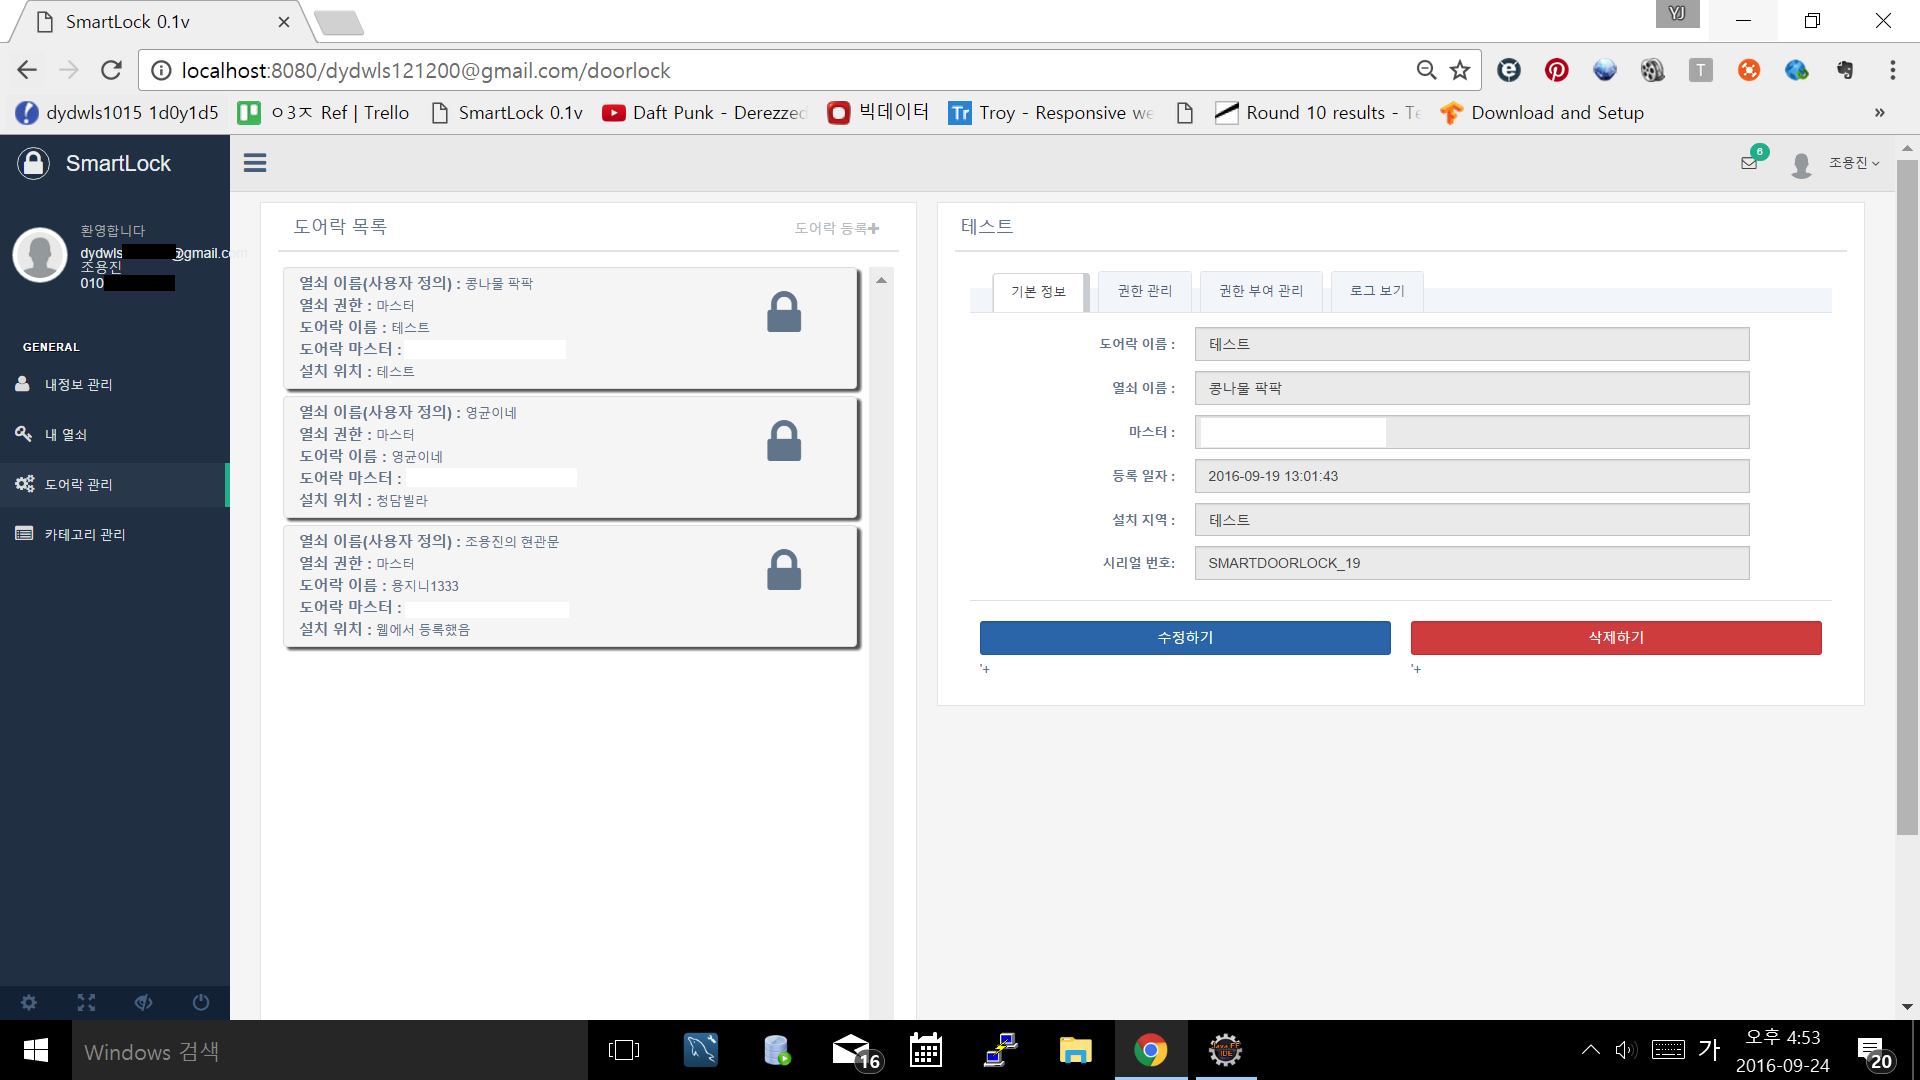 SmartLock 0.1v
YJ
localhost:8080/dydwls121200@gmail.com/doorlock
dydwls1015 1d0y1d5
ㅇ3ㅈ Ref | Trello
SmartLock 0.1v
Daft Punk - Derezzed
빅데이터
Troy - Responsive we
Round 10 results - Te
Download and Setup
»
SmartLock
환영합니다
dydwls @gmail.com
조용진
010
GENERAL
내정보 관리
내 열쇠
도어락 관리
카테고리 관리
6
조용진
도어락 목록
도어락 등록+
열쇠 이름(사용자 정의) : 콩나물 팍팍
열쇠 권한 : 마스터
도어락 이름 : 테스트
도어락 마스터 :
설치 위치 : 테스트
열쇠 이름(사용자 정의) : 영균이네
열쇠 권한 : 마스터
도어락 이름 : 영균이네
도어락 마스터 :
설치 위치 : 청담빌라
열쇠 이름(사용자 정의) : 조용진의 현관문
열쇠 권한 : 마스터
도어락 이름 : 용지니1333
도어락 마스터 :
설치 위치 : 웹에서 등록했음
테스트
기본 정보
권한 관리
권한 부여 관리
로그 보기
도어락 이름 : 테스트
열쇠 이름 : 콩나물 팍팍
마스터 :
등록 일자 : 2016-09-19 13:01:43
설치 지역 : 테스트
시리얼 번호: SMARTDOORLOCK_19
수정하기
삭제하기
'+
'+
Windows 검색
16
Java EE
IDE
가
오후 4:53
2016-09-24
20